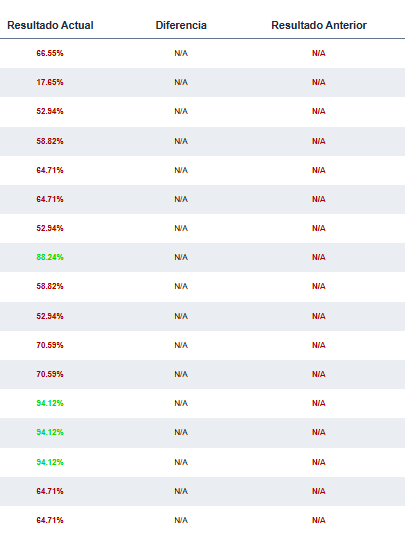 Resultado Actual Diferencia Resultado Anterior
66.55% N/A N/A
17.65% N/A N/A
52.94% N/A N/A
58.82% N/A N/A
64.71% N/A N/A
64.71% N/A N/A
52.94% N/A N/A
88.24% N/A N/A
58.82% N/A N/A
52.94% N/A N/A
70.59% N/A N/A
70.59% N/A N/A
94.12% N/A N/A
94.12% N/A N/A
94.12% N/A N/A
64.71% N/A N/A
64.71% N/A N/A